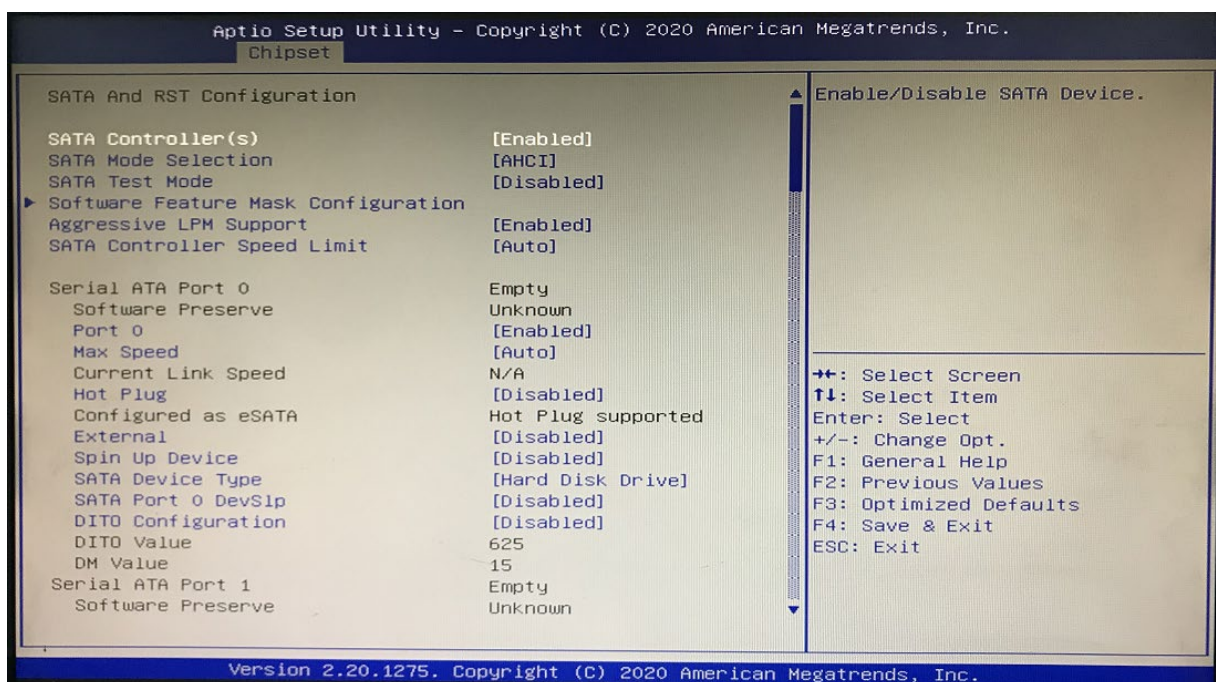 Aptio Setup Utility – Copyright (C) 2020 American Megatrends, Inc.
Chipset
SATA And RST Configuration
SATA Controller(s) [Enabled]
SATA Mode Selection [AHCI]
SATA Test Mode [Disabled]
Software Feature Mask Configuration
Aggressive LPM Support [Enabled]
SATA Controller Speed Limit [Auto]
Serial ATA Port 0 Empty
Software Preserve Unknown
Port 0 [Enabled]
Max Speed [Auto]
Current Link Speed N/A
Hot Plug [Disabled]
Configured as eSATA Hot Plug supported
External [Disabled]
Spin Up Device [Disabled]
SATA Device Type [Hard Disk Drive]
SATA Port 0 DevSlp [Disabled]
DITO Configuration [Disabled]
DITO Value 625
DM Value 15
Serial ATA Port 1 Empty
Software Preserve Unknown
Enable/Disable SATA Device.
→←: Select Screen
↑↓: Select Item
Enter: Select
+/-: Change Opt.
F1: General Help
F2: Previous Values
F3: Optimized Defaults
F4: Save & Exit
ESC: Exit
Version 2.20.1275. Copyright (C) 2020 American Megatrends, Inc.